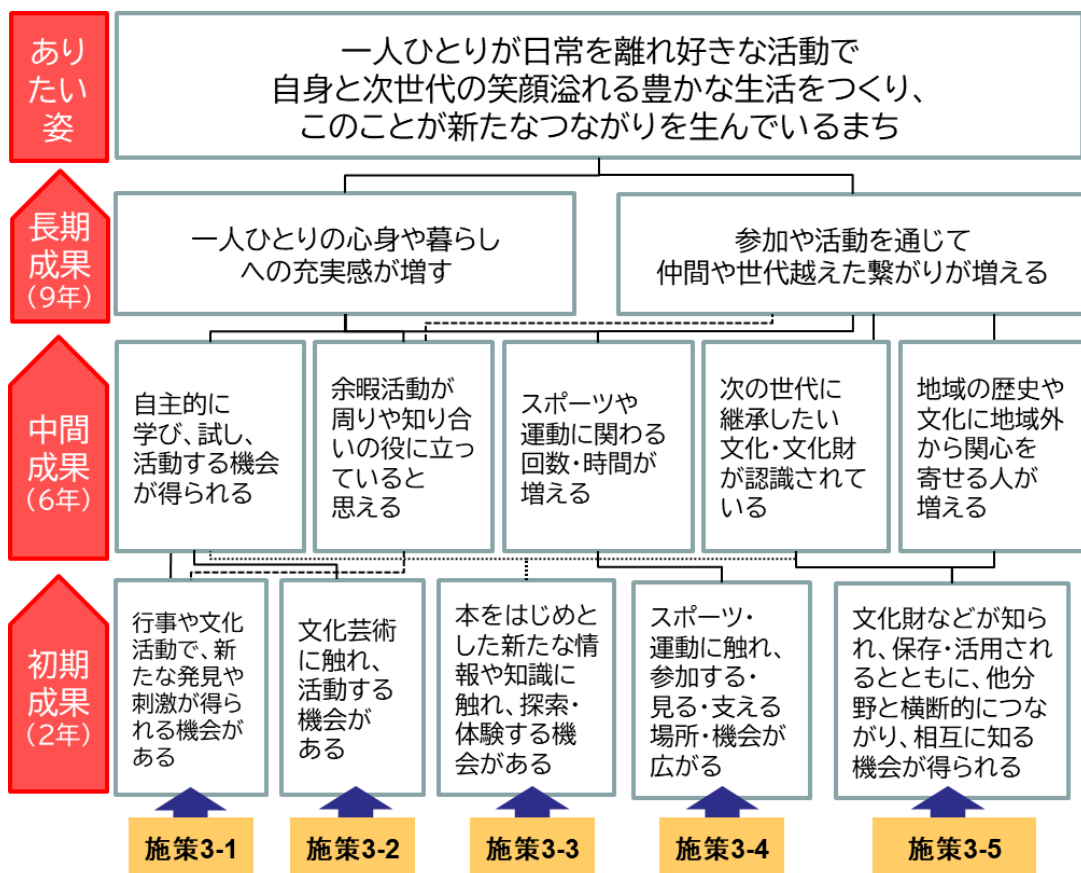 ありたい姿
一人ひとりが日常を離れ好きな活動で
自身と次世代の笑顔溢れる豊かな生活をつくり、
このことが新たなつながりを生んでいるまち
長期
成果
(9年)
一人ひとりの心身や暮らし
への充実感が増す
参加や活動を通じて
仲間や世代越えた繋がりが増える
中間
成果
(6年)
自主的に
学び、試し、
活動する機会
が得られる
余暇活動が
周りや知り合
いの役に立っ
ていると
思える
スポーツや
運動に関わる
回数・時間が
増える
次の世代に
継承したい
文化・文化財
が認識されて
いる
地域の歴史や
文化に地域外
から関心を
寄せる人が
増える
初期
成果
(2年)
行事や文化
活動で、新
たな発見や
刺激が得ら
れる機会が
ある
文化芸術
に触れ、
活動する
機会が
ある
本をはじめと
した新たな情
報や知識に
触れ、探索・
体験する機
会がある
スポーツ・
運動に触れ、
参加する・
見る・支える
場所・機会が
広がる
文化財などが知ら
れ、保存・活用され
るとともに、他分
野と横断的につな
がり、相互に知る
機会が得られる
施策3-1
施策3-2
施策3-3
施策3-4
施策3-5